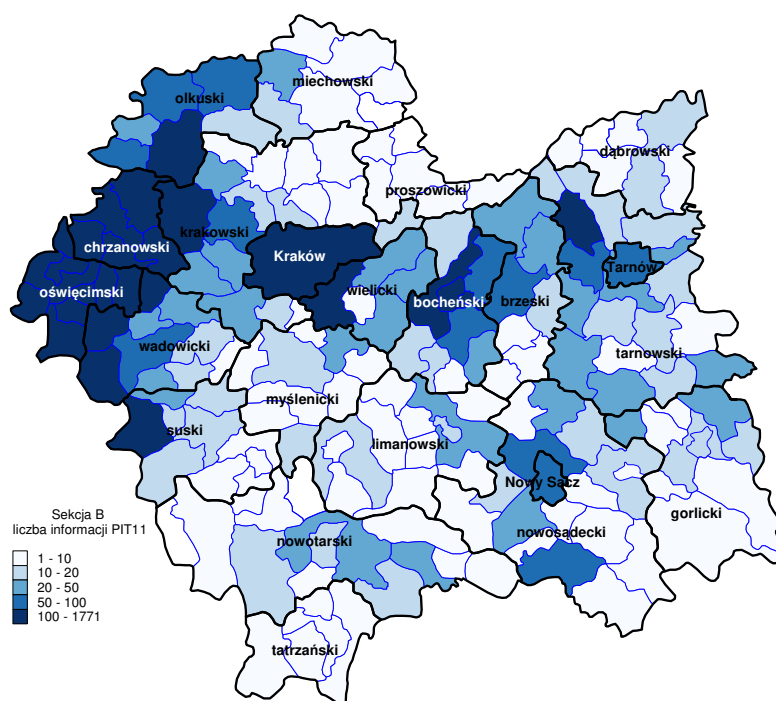 miechowski
olkuski
dąbrowski
proszowicki
krakowski
chrzanowski
Kraków
Tarnów
oświęcimski
wielicki
bocheński
brzeski
wadowicki
tarnowski
myślenicki
suski
limanowski
Nowy Sącz
gorlicki
nowotarski
nowosądecki
tatrzański
Sekcja B
liczba informacji PIT11
1 - 10
10 - 20
20 - 50
50 - 100
100 - 1771